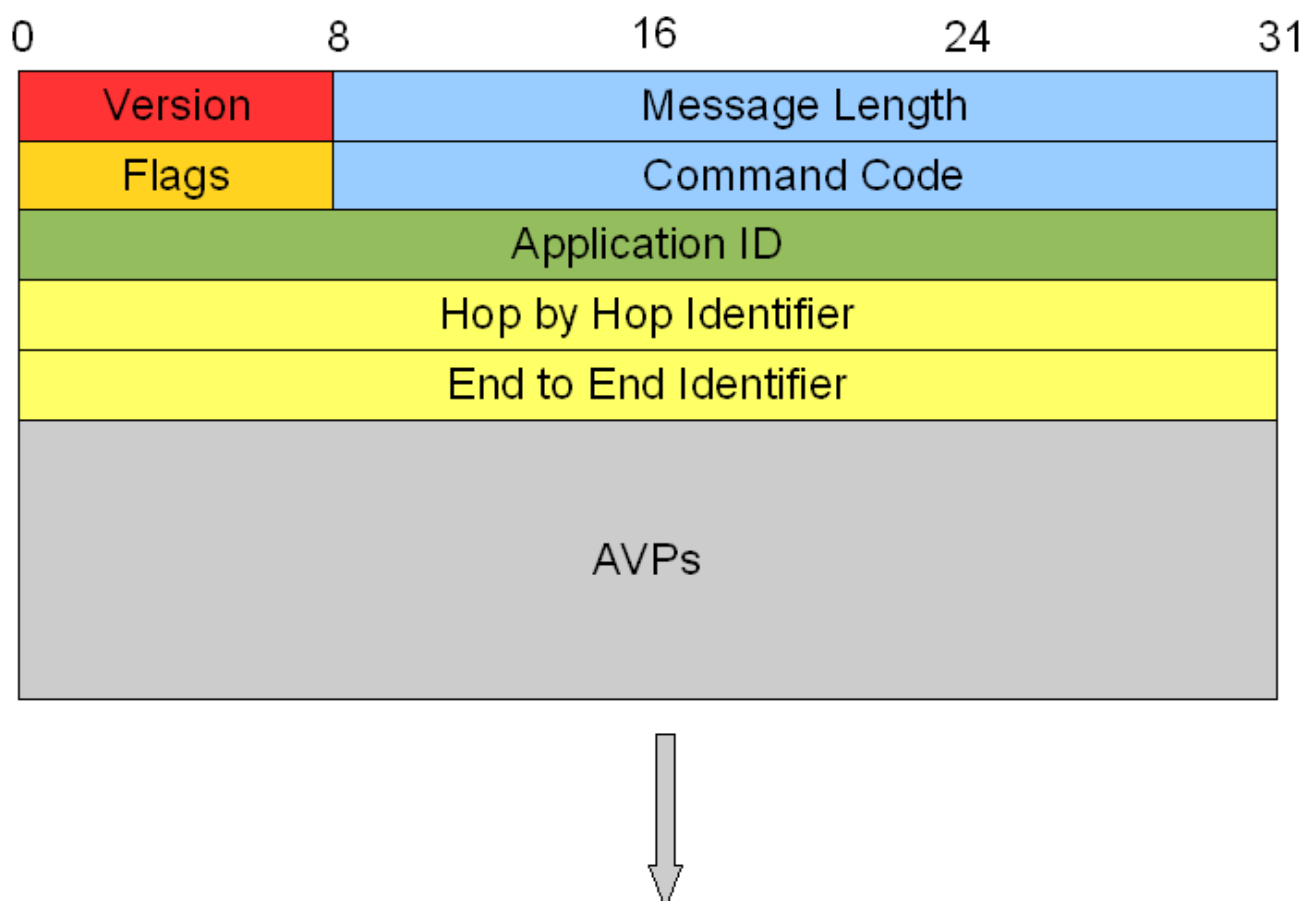 0 8 16 24 31
Version Message Length
Flags Command Code
Application ID
Hop by Hop Identifier
End to End Identifier
AVPs